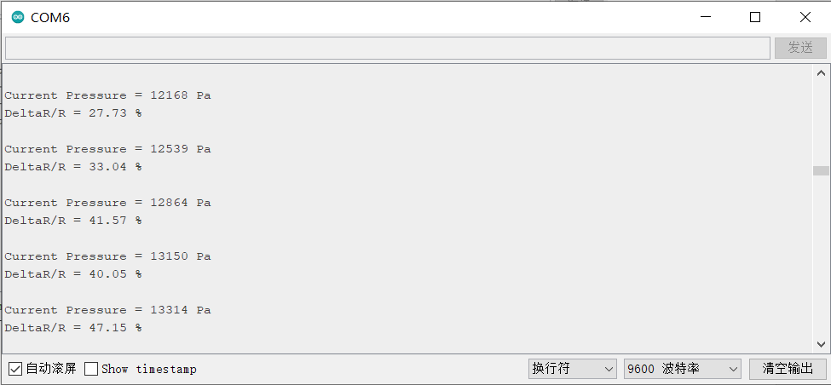 COM6
发送
Current Pressure = 12168 Pa
DeltaR/R = 27.73 %
Current Pressure = 12539 Pa
DeltaR/R = 33.04 %
Current Pressure = 12864 Pa
DeltaR/R = 41.57 %
Current Pressure = 13150 Pa
DeltaR/R = 40.05 %
Current Pressure = 13314 Pa
DeltaR/R = 47.15 %
自动滚屏 Show timestamp 换行符 9600 波特率 清空输出